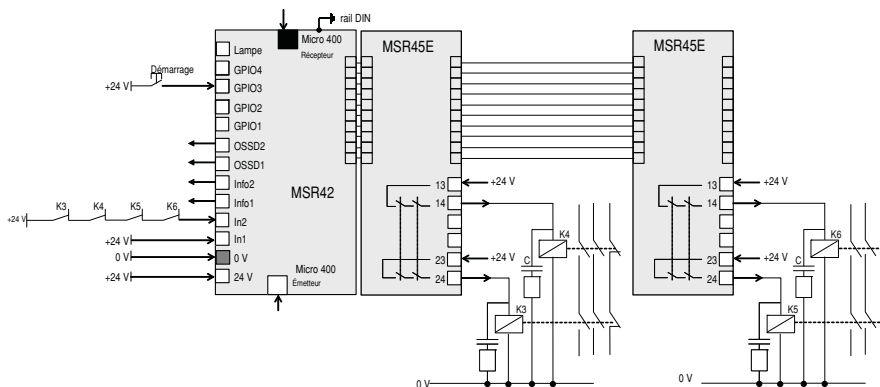 rail DIN
Micro 400
Récepteur
MSR45E
MSR45E
Lampe
GPIO4
Démarrage
+24 V
GPIO3
GPIO2
GPIO1
OSSD2
OSSD1
MSR42
Info2
Info1
+24 V
K3
K4
K5
K6
In2
+24 V
In1
0 V
0 V
+24 V
24 V
Micro 400
Émetteur
13
+24 V
14
K4
23
+24 V
C
24
K3
0 V
13
+24 V
14
K6
23
+24 V
C
24
K5
0 V